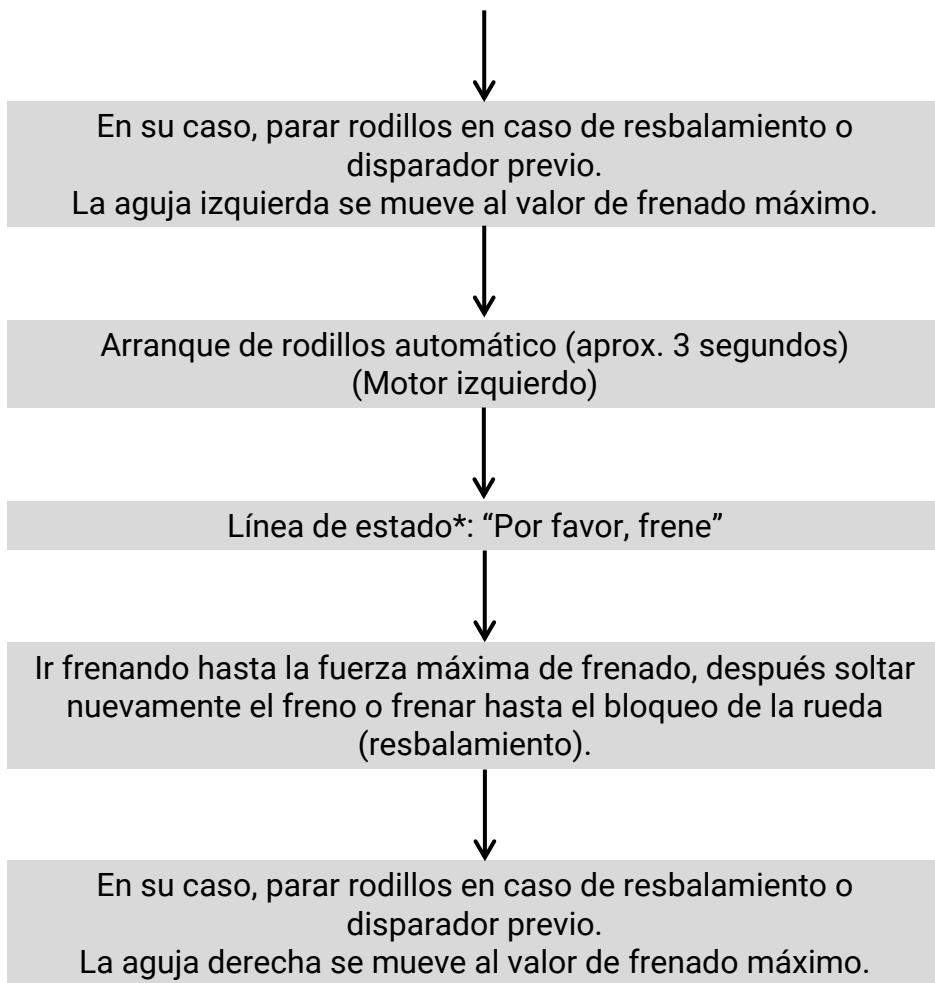 En su caso, parar rodillos en caso de resbalamiento o
disparador previo.
La aguja izquierda se mueve al valor de frenado máximo.
Arranque de rodillos automático (aprox. 3 segundos)
(Motor izquierdo)
Línea de estado*: “Por favor, frene”
Ir frenando hasta la fuerza máxima de frenado, después soltar
nuevamente el freno o frenar hasta el bloqueo de la rueda
(resbalamiento).
En su caso, parar rodillos en caso de resbalamiento o
disparador previo.
La aguja derecha se mueve al valor de frenado máximo.